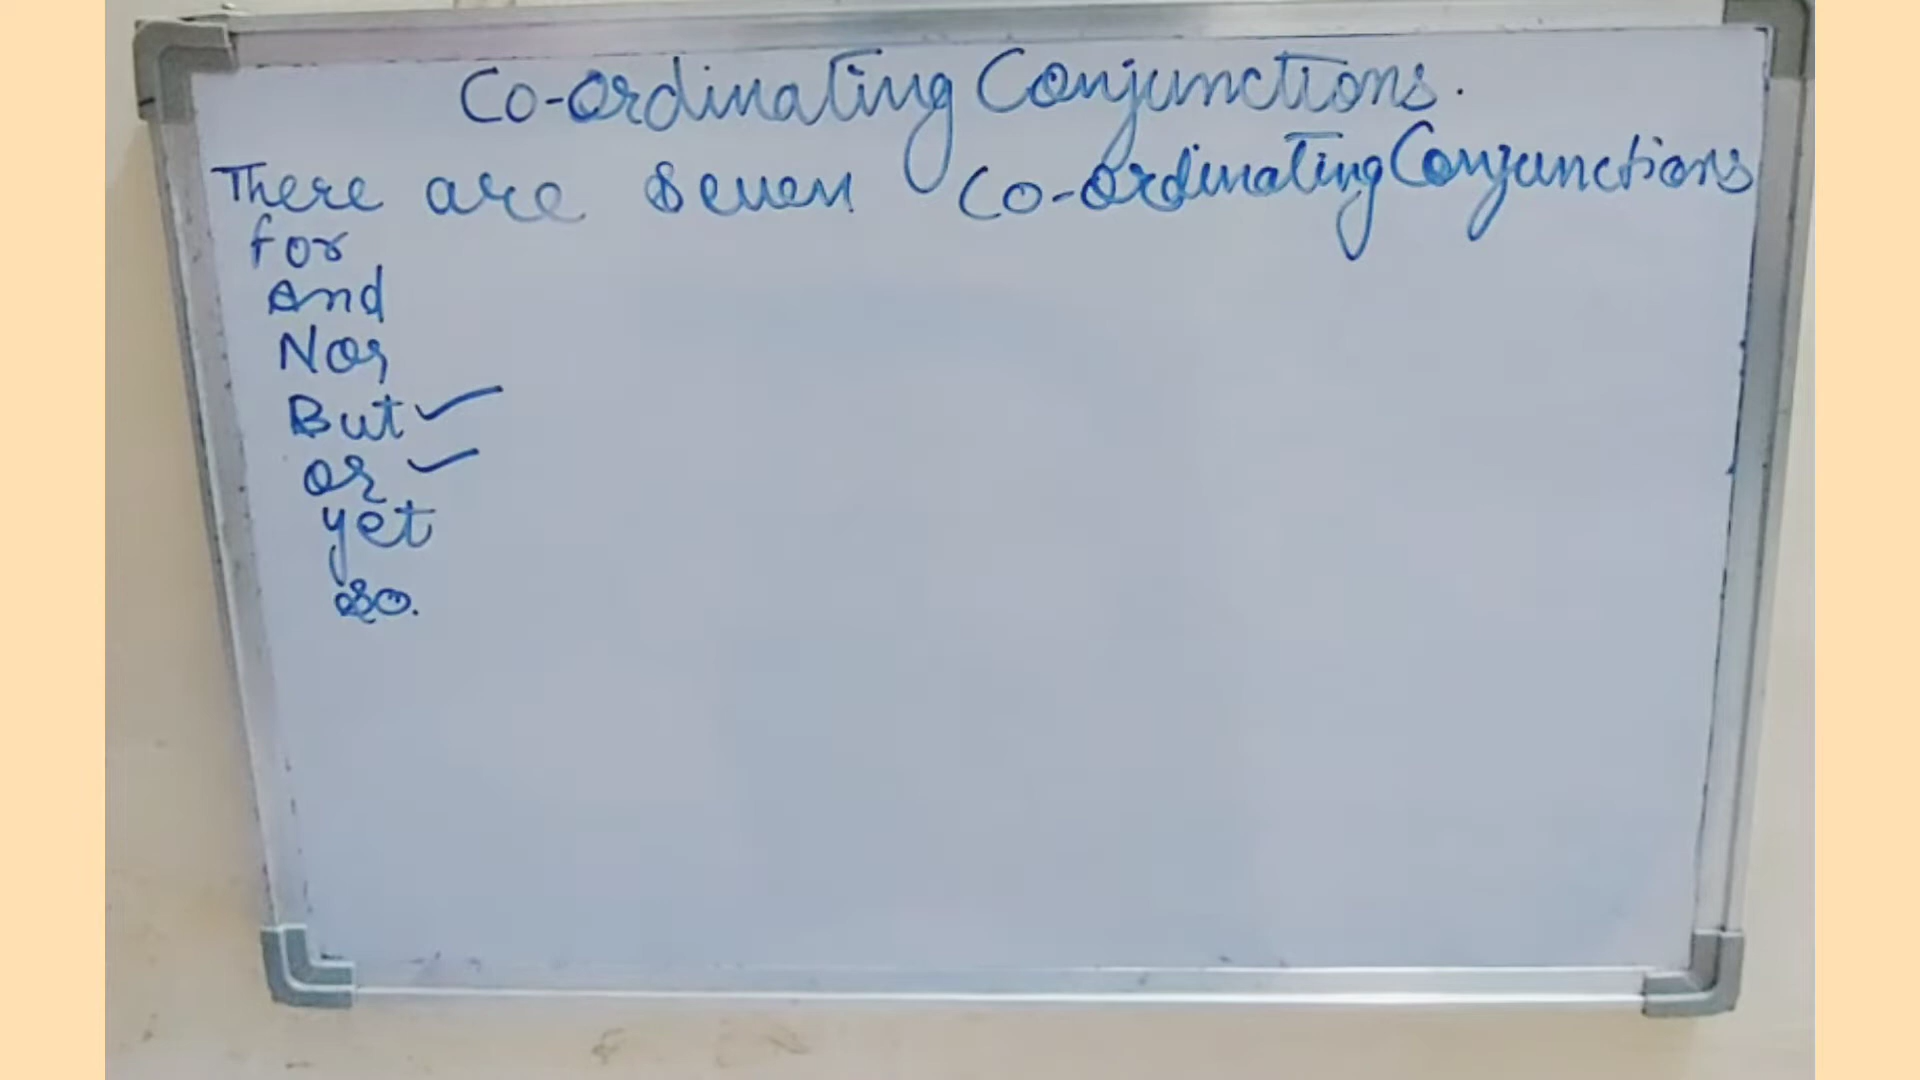 Co-ordinating Conjunctions.
There are Seven Co-ordinating Conjunctions
for
And
Nor
But ✓
or ✓
yet
so.